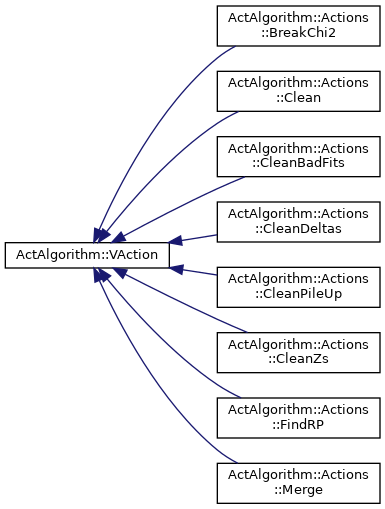 ActAlgorithm::Actions
::BreakChi2
ActAlgorithm::Actions
::Clean
ActAlgorithm::Actions
::CleanBadFits
ActAlgorithm::Actions
::CleanDeltas
ActAlgorithm::VAction
ActAlgorithm::Actions
::CleanPileUp
ActAlgorithm::Actions
::CleanZs
ActAlgorithm::Actions
::FindRP
ActAlgorithm::Actions
::Merge